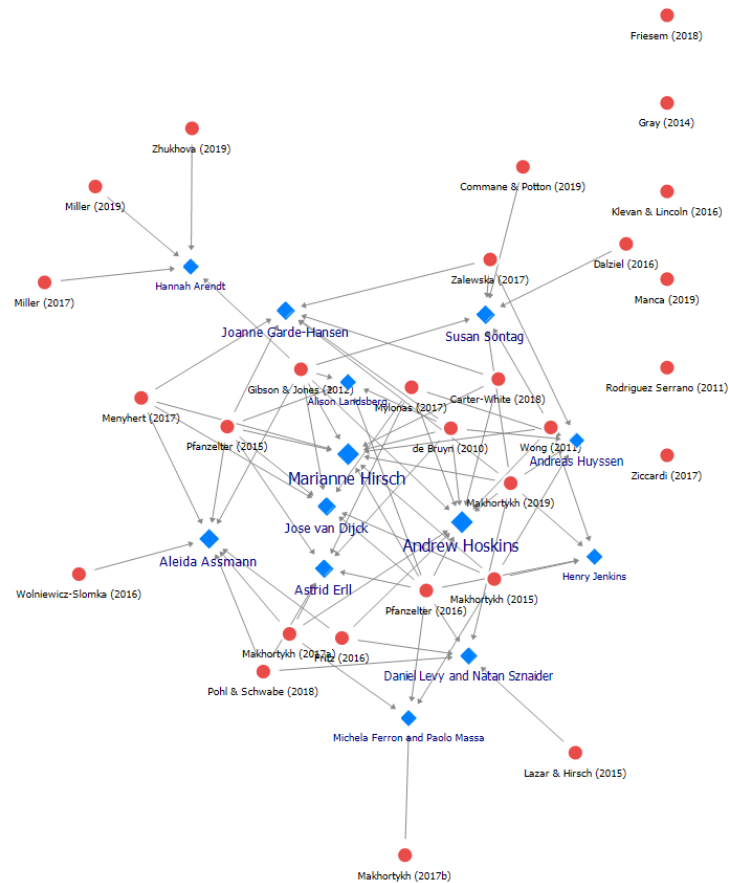 Friesem (2018)
Gray (2014)
Zhukhova (2019)
Commane & Potton (2019)
Miller (2019)
Klevan & Lincoln (2016)
Dalziel (2016)
Zalewska (2017)
Hannah Arendt
Miller (2017)
Manca (2019)
Joanne Garde-Hansen
Susan Sontag
Gibson & Jones (2012)
Rodriguez Serrano (2011)
Alison Landsberg
Mylonas (2017)
Carter-White (2018)
Menyhert (2017)
Pfanzelter (2015)
de Bruyn (2010)
Wong (2011)
Andreas Huyssen
Marianne Hirsch
Ziccardi (2017)
Makhortykh (2019)
Jose van Dijck
Andrew Hoskins
Aleida Assmann
Henry Jenkins
Astrid Erll
Wolniewicz-Slomka (2016)
Pfanzelter (2016)
Makhortykh (2015)
Makhortykh (2017a)
Fritz (2016)
Daniel Levy and Natan Sznaider
Pohl & Schwabe (2018)
Michela Ferron and Paolo Massa
Lazar & Hirsch (2015)
Makhortykh (2017b)